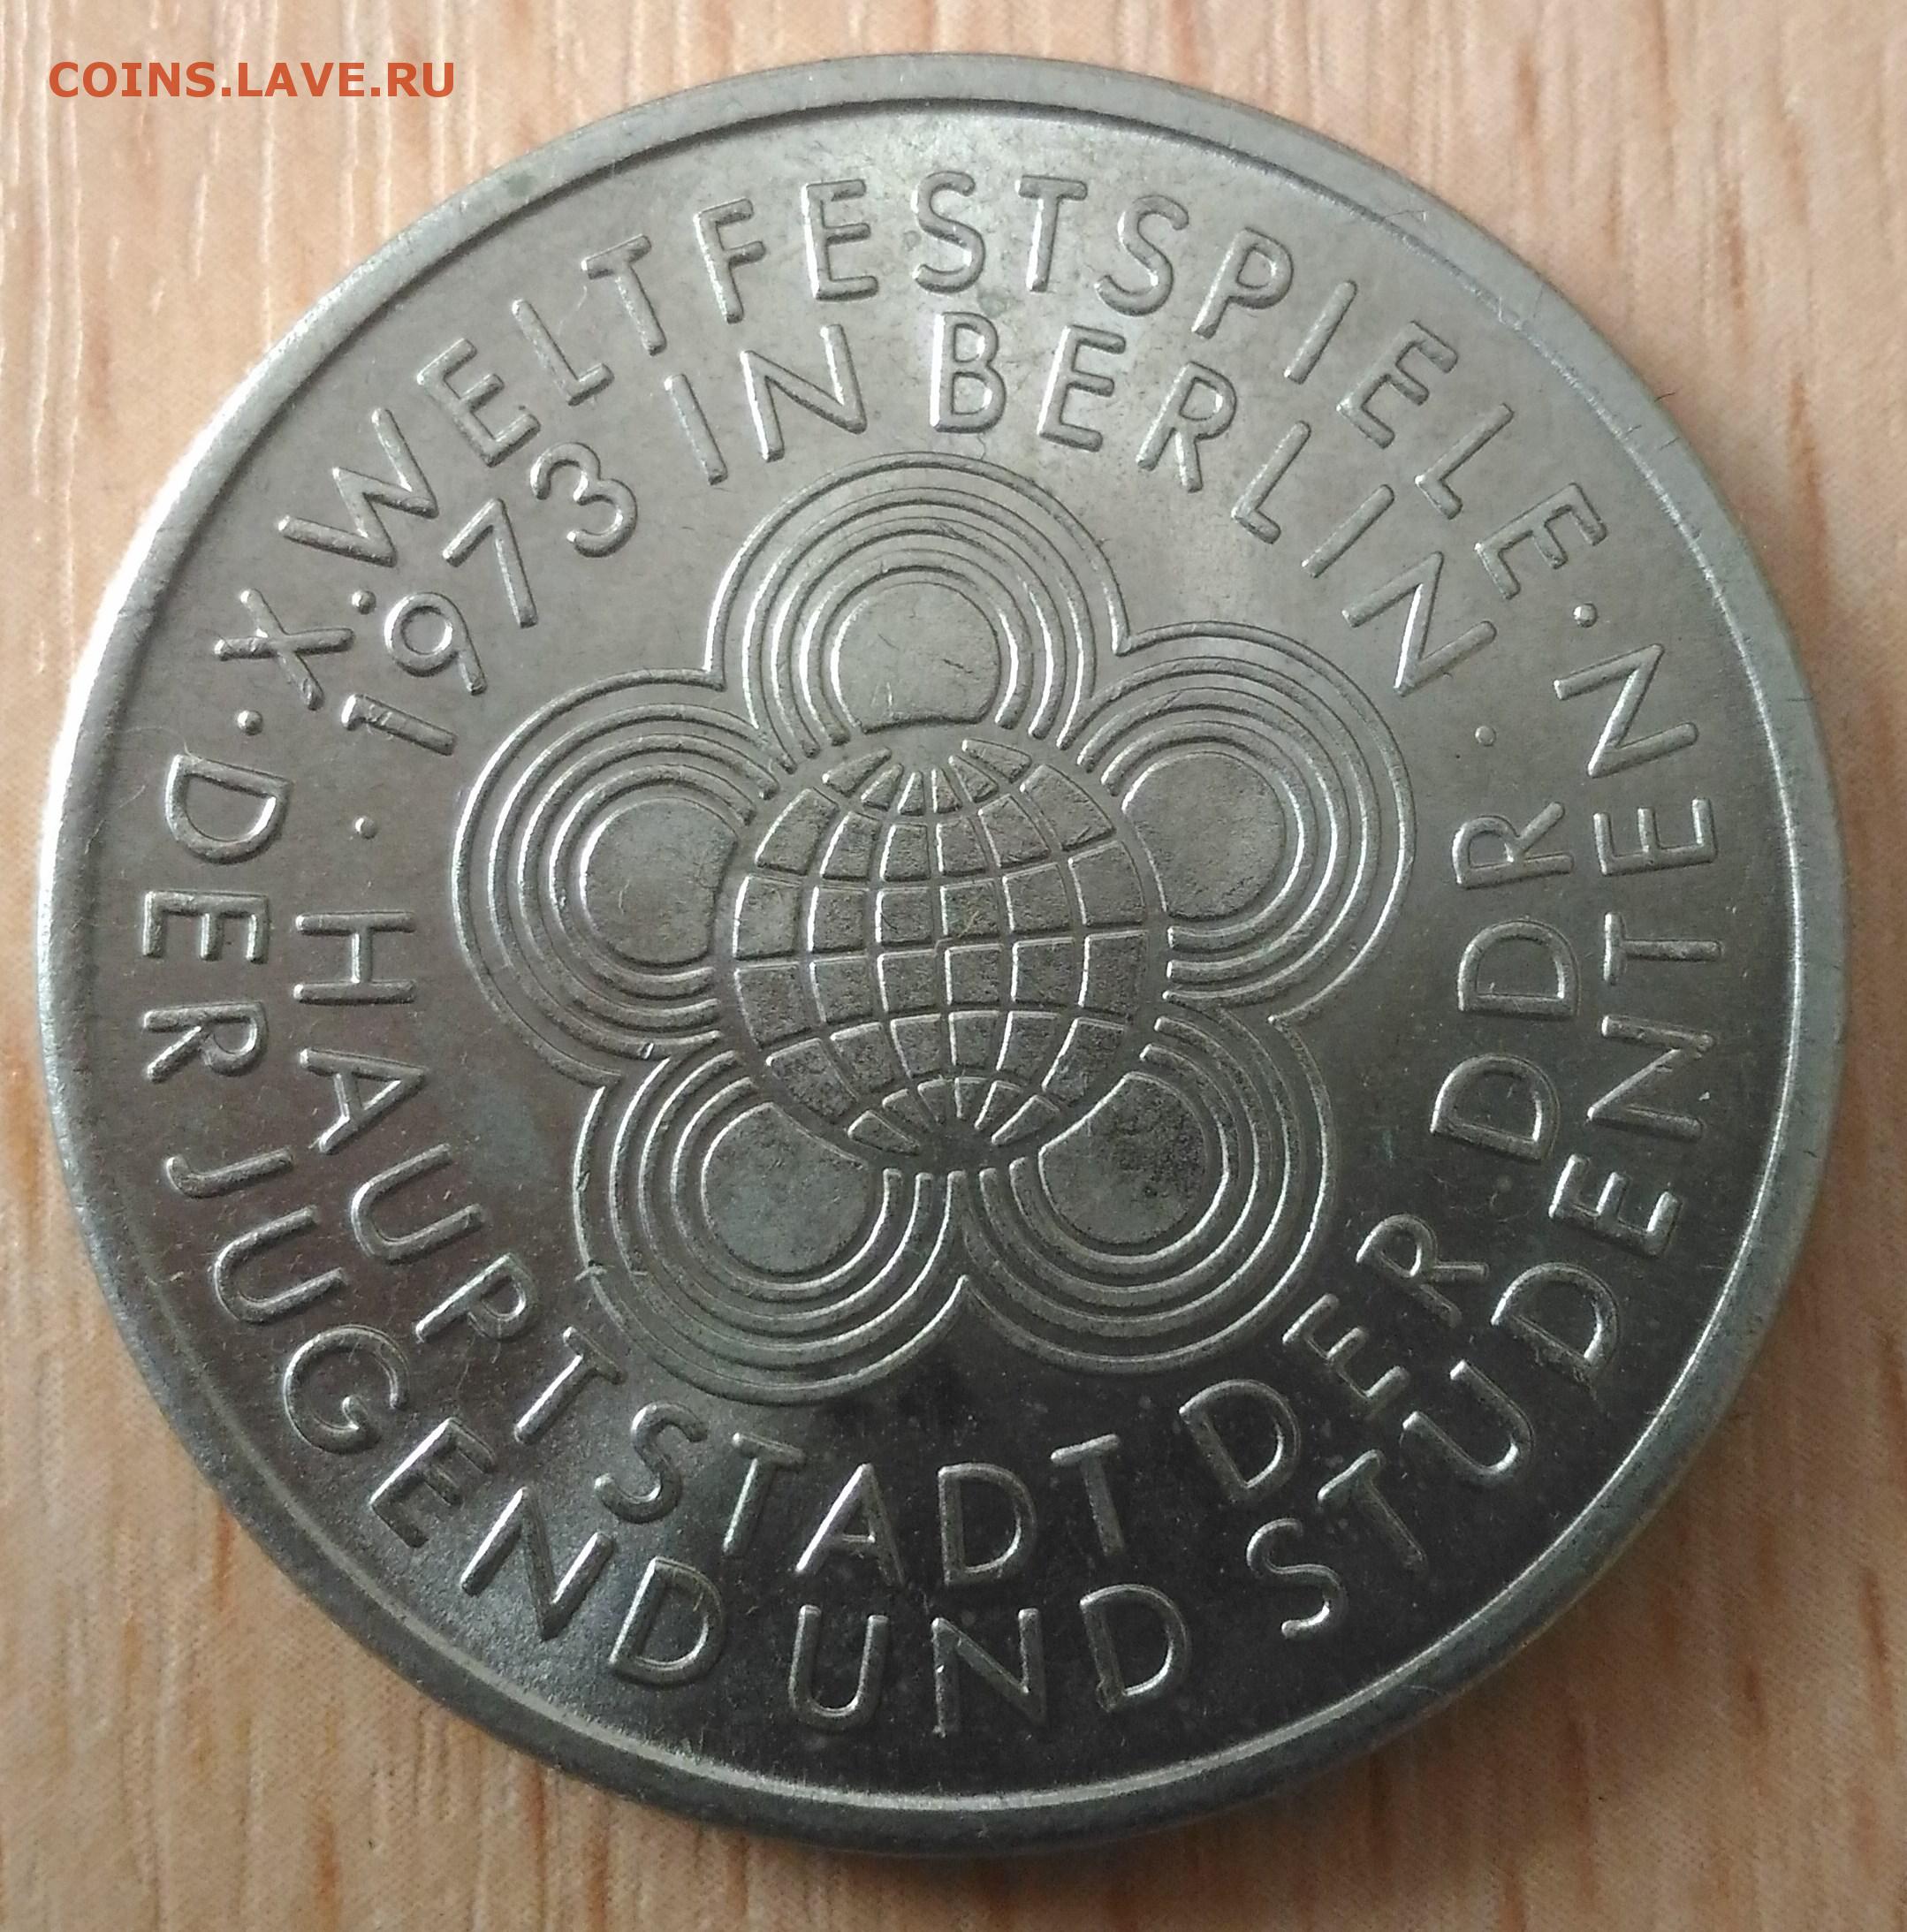 COINS.LAVE.RU
X. WELTFESTSPIELE · DER JUGEND UND STUDENTEN ·
1973 IN BERLIN · HAUPTSTADT DER DDR ·